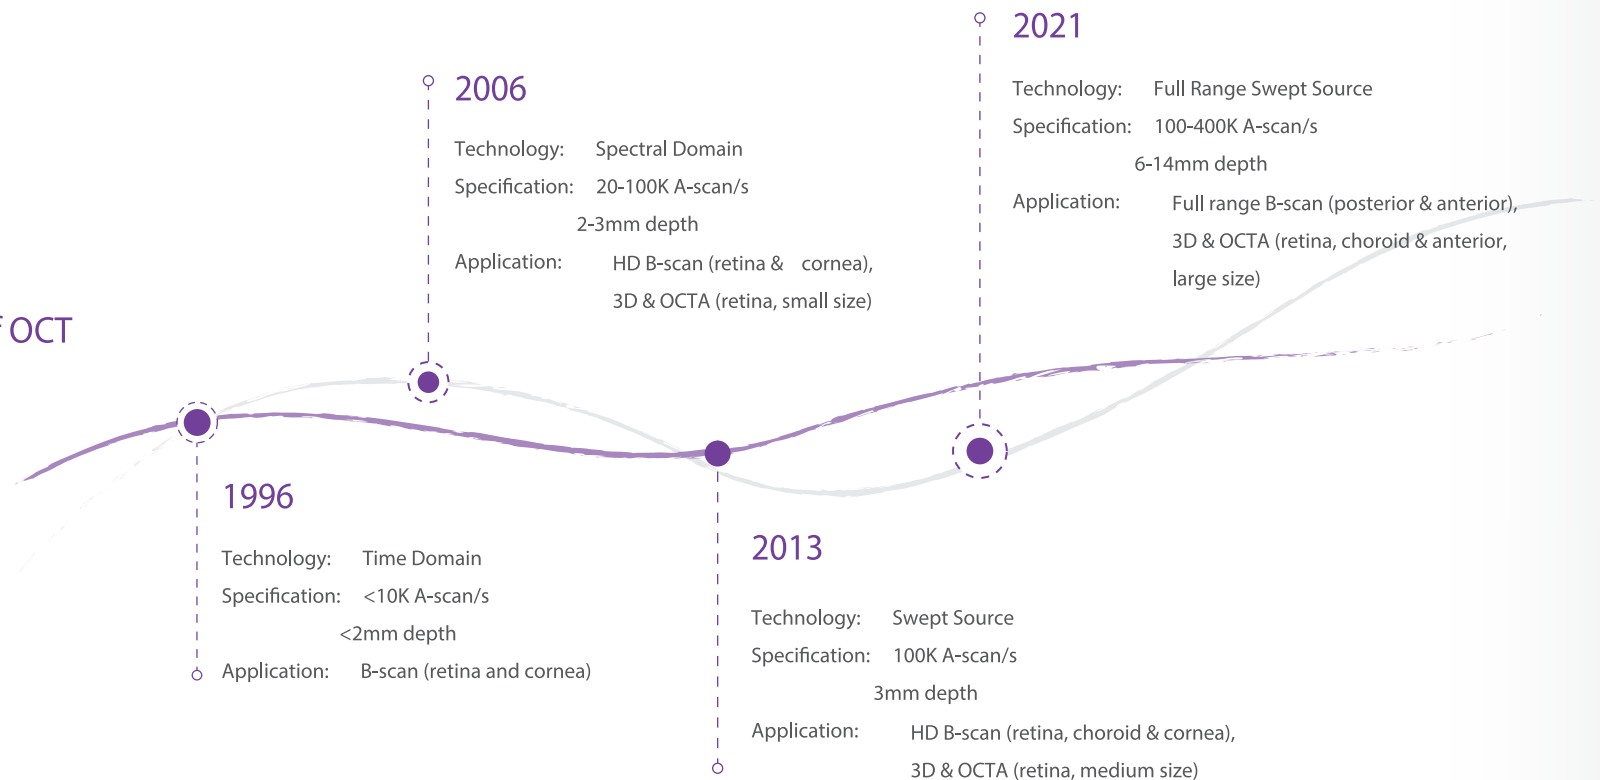 OCT
1996
Technology: Time Domain
Specification: <10K A-scan/s
<2mm depth
Application: B-scan (retina and cornea)
2006
Technology: Spectral Domain
Specification: 20-100K A-scan/s
2-3mm depth
Application: HD B-scan (retina & cornea),
3D & OCTA (retina, small size)
2013
Technology: Swept Source
Specification: 100K A-scan/s
3mm depth
Application: HD B-scan (retina, choroid & cornea),
3D & OCTA (retina, medium size)
2021
Technology: Full Range Swept Source
Specification: 100-400K A-scan/s
6-14mm depth
Application: Full range B-scan (posterior & anterior),
3D & OCTA (retina, choroid & anterior,
large size)